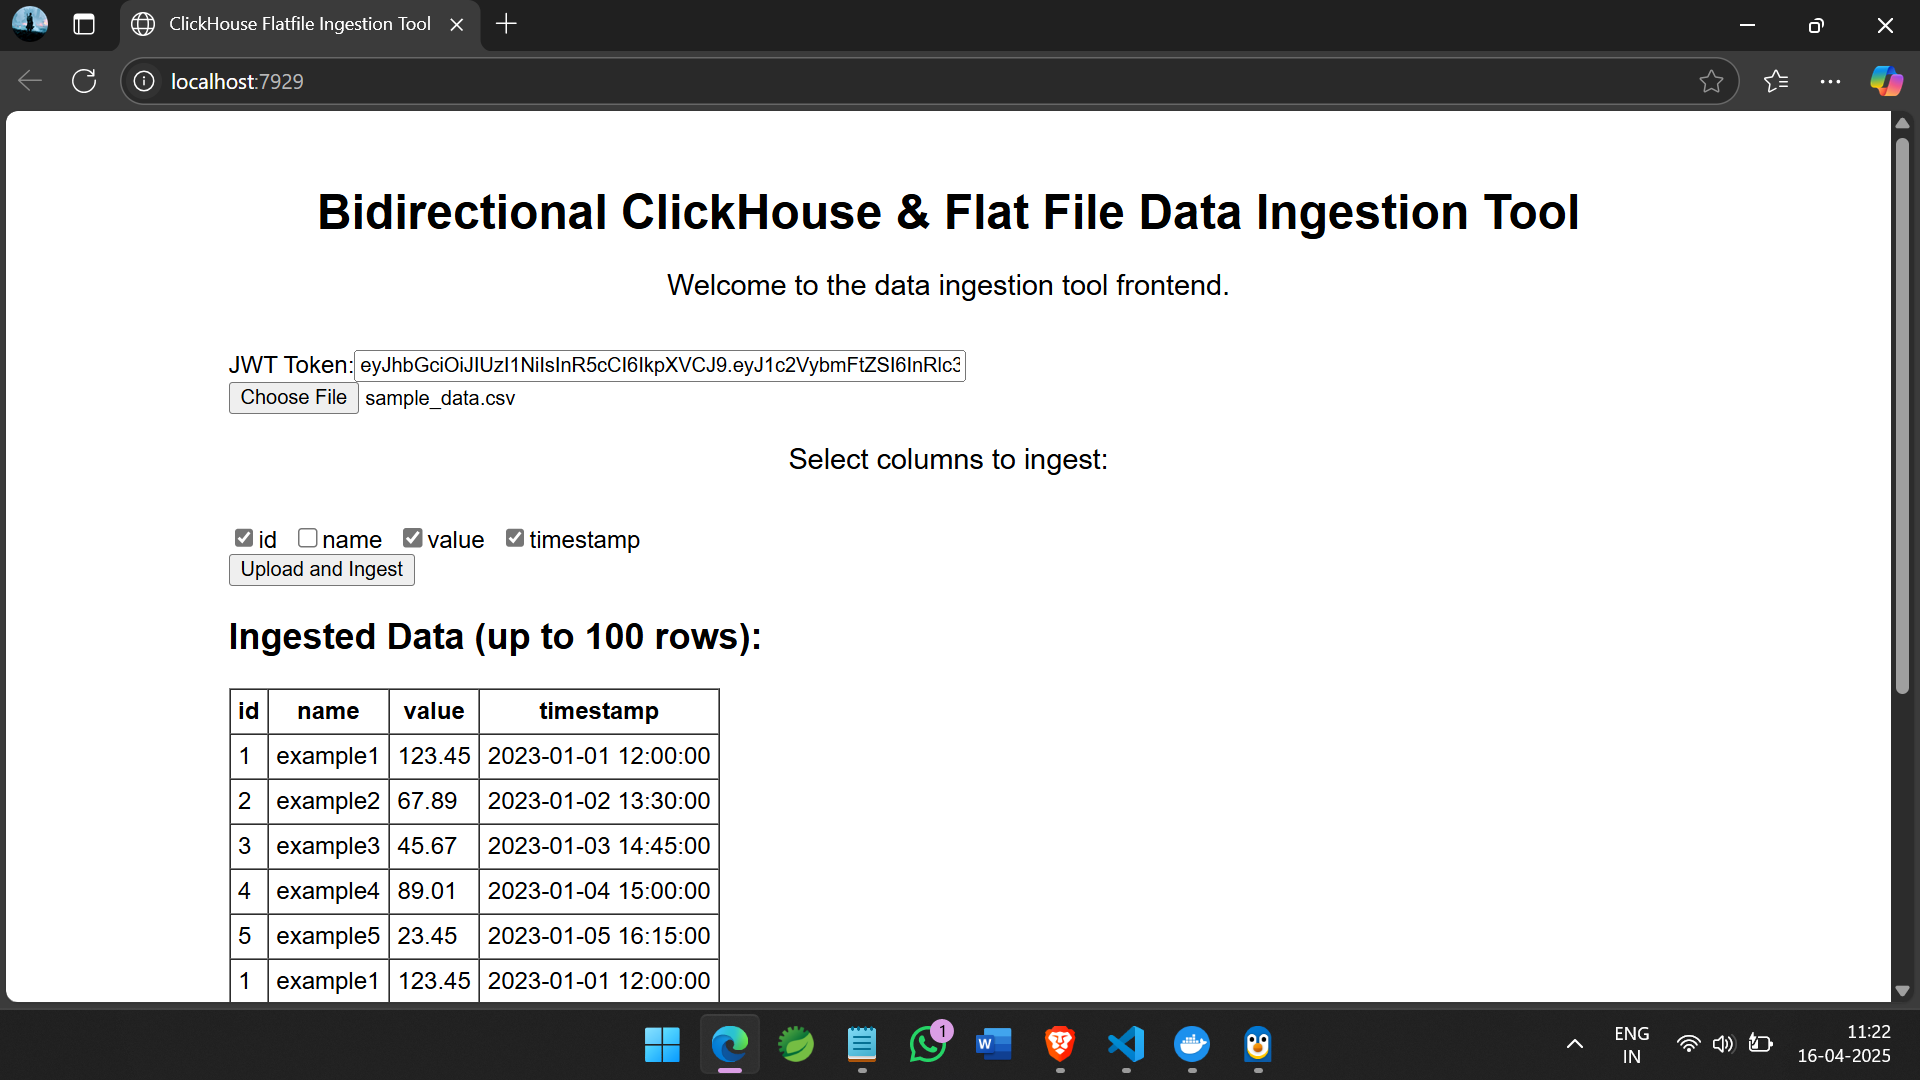 ClickHouse Flatfile Ingestion Tool
localhost:7929
Bidirectional ClickHouse & Flat File Data Ingestion Tool
Welcome to the data ingestion tool frontend.
JWT Token: eyJhbGciOiJIUzI1NiIsInR5cCI6IkpXVCJ9.eyJ1c2VybmFtZSI6InRlc3
Choose File sample_data.csv
Select columns to ingest:
id name value timestamp
Upload and Ingest
Ingested Data (up to 100 rows):
id name value timestamp
1 example1 123.45 2023-01-01 12:00:00
2 example2 67.89 2023-01-02 13:30:00
3 example3 45.67 2023-01-03 14:45:00
4 example4 89.01 2023-01-04 15:00:00
5 example5 23.45 2023-01-05 16:15:00
1 example1 123.45 2023-01-01 12:00:00
1
W
ENG
IN
11:22
16-04-2025